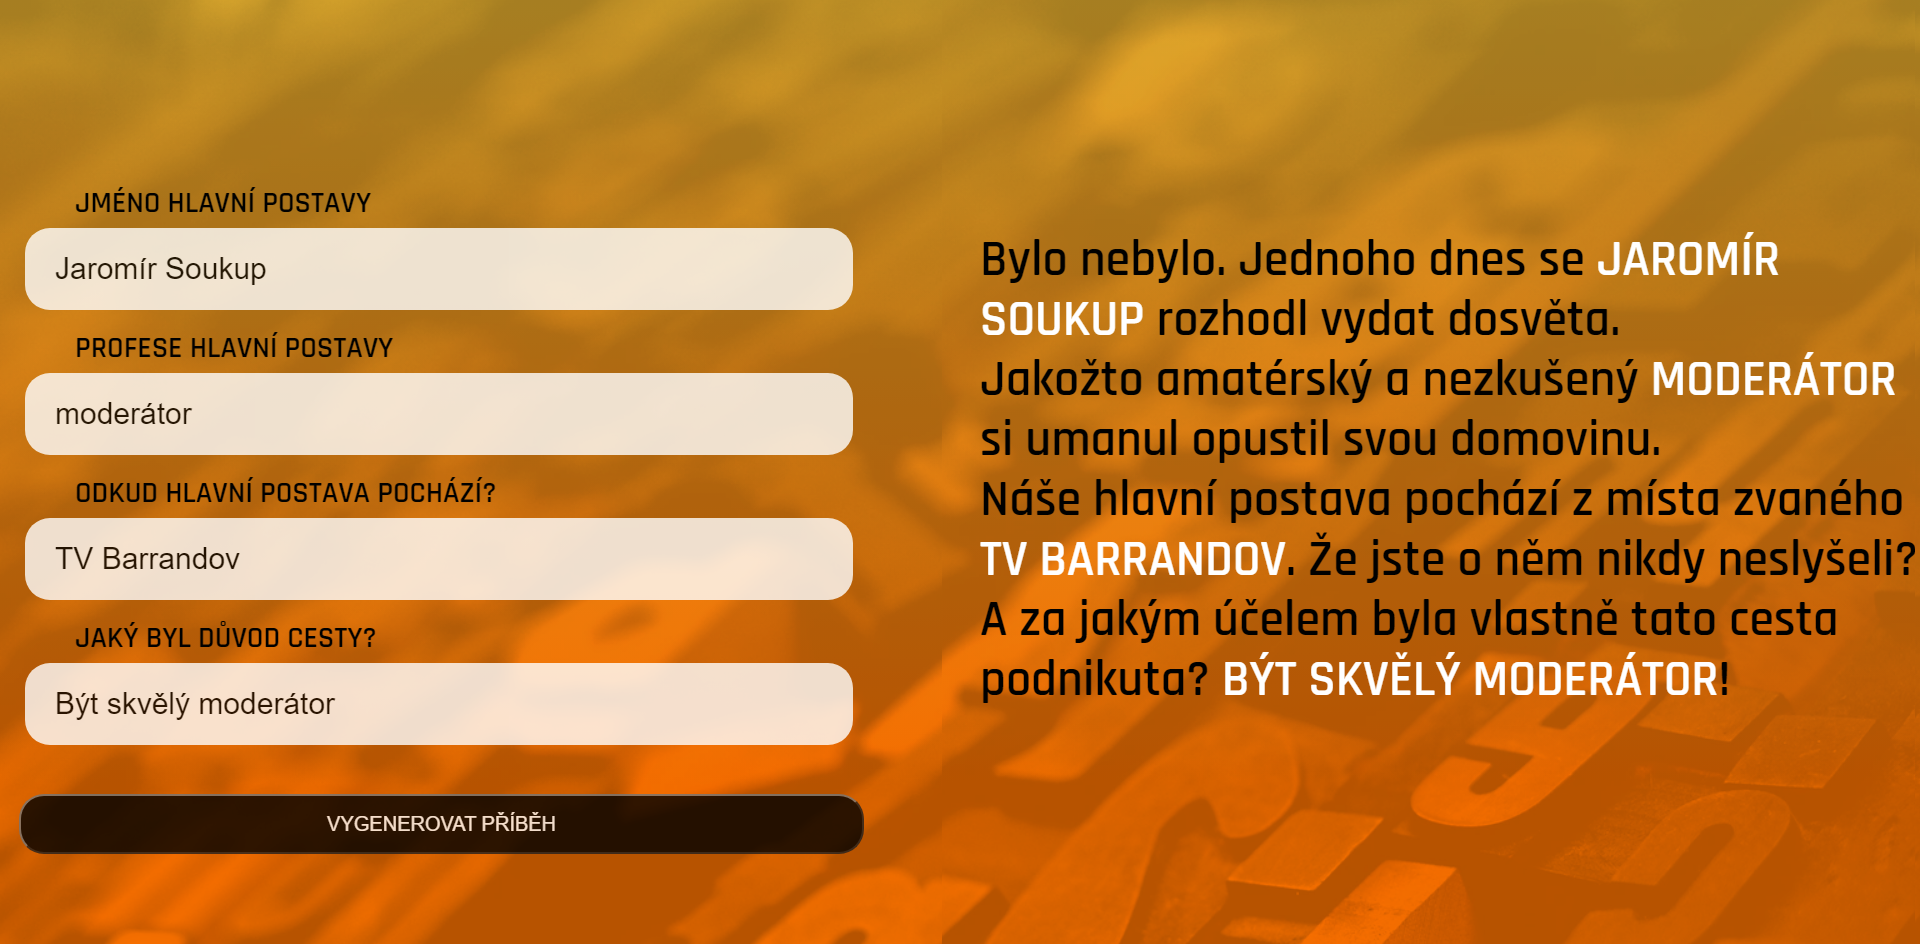 JMÉNO HLAVNÍ POSTAVY
Jaromír Soukup
PROFESE HLAVNÍ POSTAVY
moderátor
ODKUD HLAVNÍ POSTAVA POCHÁZÍ?
TV Barrandov
JAKÝ BYL DŮVOD CESTY?
Být skvělý moderátor
VYGENEROVAT PŘÍBĚH
Bylo nebylo. Jednoho dnes se JAROMÍR
SOUKUP rozhodl vydat dosvěta.
Jakožto amatérský a nezkušený MODERÁTOR
si umanul opustil svou domovinu.
Náše hlavní postava pochází z místa zvaného
TV BARRANDOV. Že jste o něm nikdy neslyšeli?
A za jakým účelem byla vlastně tato cesta
podnikuta? BÝT SKVĚLÝ MODERÁTOR!